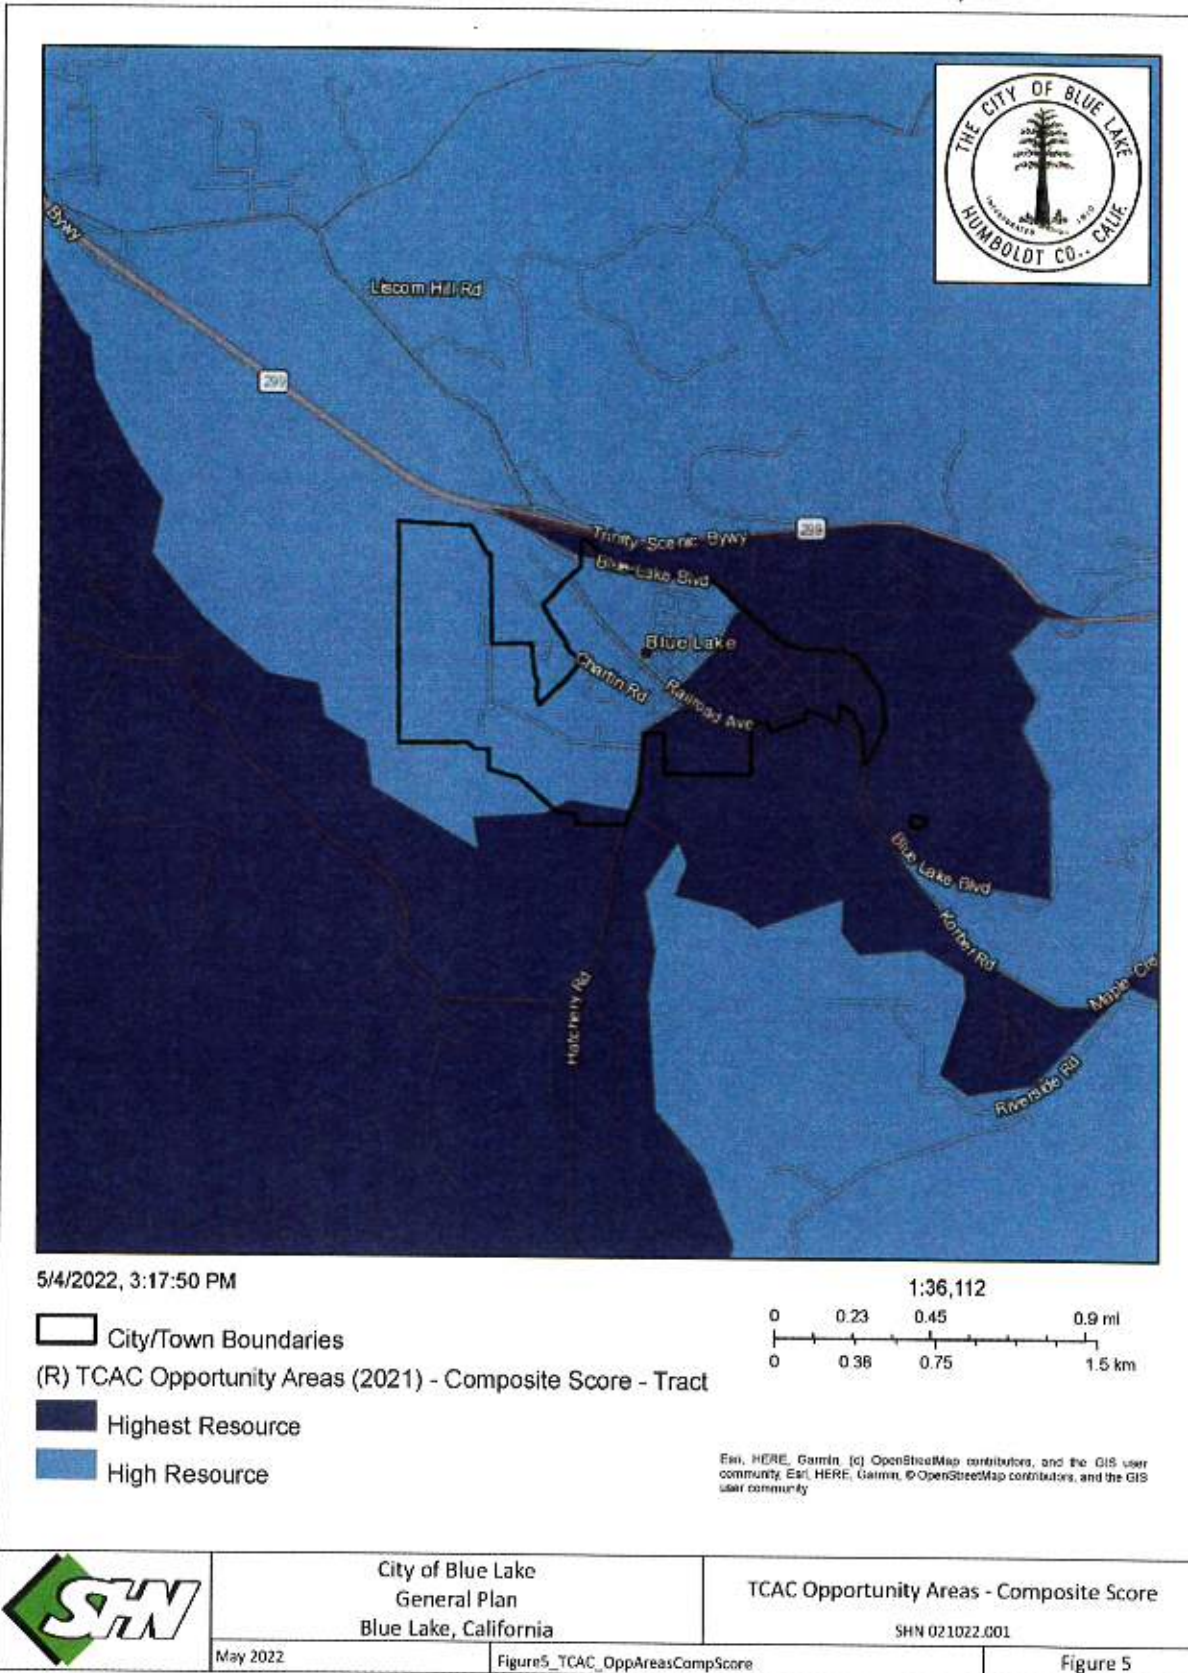 THE CITY OF BLUE LAKE
INCORPORATED 1910
HUMBOLDT CO., CALIF.
Bywy
Liscom Hill Rd
299
Trinity Scenic Bywy
299
Blue Lake Blvd
Blue Lake
Chartin Rd
Railroad Ave
Blue Lake Blvd
Korbel Rd
Maple Cre
Hatchery Rd
Riverside Rd
5/4/2022, 3:17:50 PM
1:36,112
0 0.23 0.45 0.9 mi
0 0.38 0.75 1.5 km
City/Town Boundaries
(R) TCAC Opportunity Areas (2021) - Composite Score - Tract
Highest Resource
High Resource
Esri, HERE, Garmin, (c) OpenStreetMap contributors, and the GIS user
community, Esri, HERE, Garmin, © OpenStreetMap contributors, and the GIS
user community
SHN
City of Blue Lake
General Plan
Blue Lake, California
TCAC Opportunity Areas - Composite Score
SHN 021022.001
May 2022
Figure5_TCAC_OppAreasCompScore
Figure 5